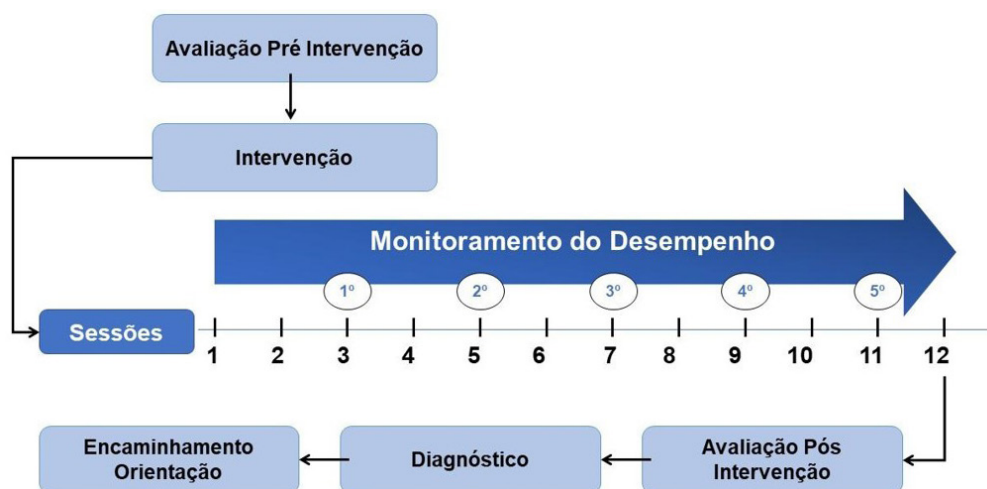 Avaliação Pré Intervenção
Intervenção
Monitoramento do Desempenho
1º 2º 3º 4º 5º
Sessões
1 2 3 4 5 6 7 8 9 10 11 12
Encaminhamento
Orientação
Diagnóstico
Avaliação Pós
Intervenção